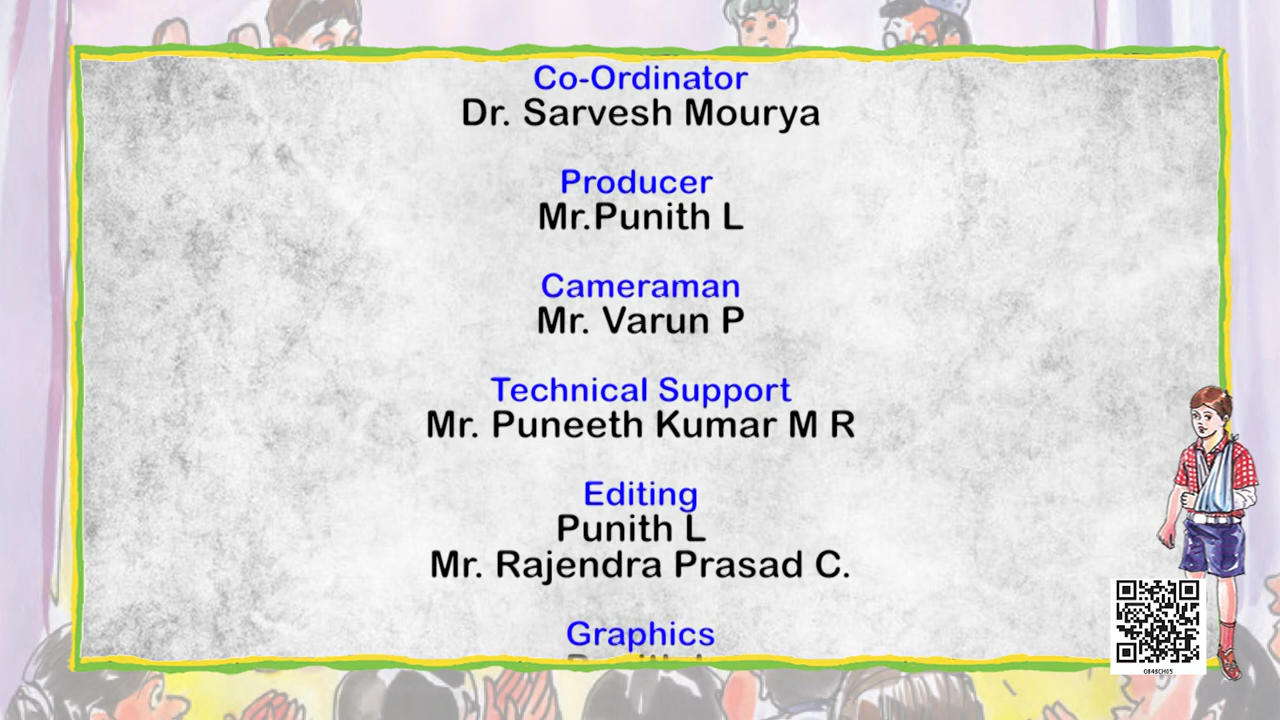 Co-Ordinator
Dr. Sarvesh Mourya
Producer
Mr.Punith L
Cameraman
Mr. Varun P
Technical Support
Mr. Puneeth Kumar M R
Editing
Punith L
Mr. Rajendra Prasad C.
Graphics
0848CH05